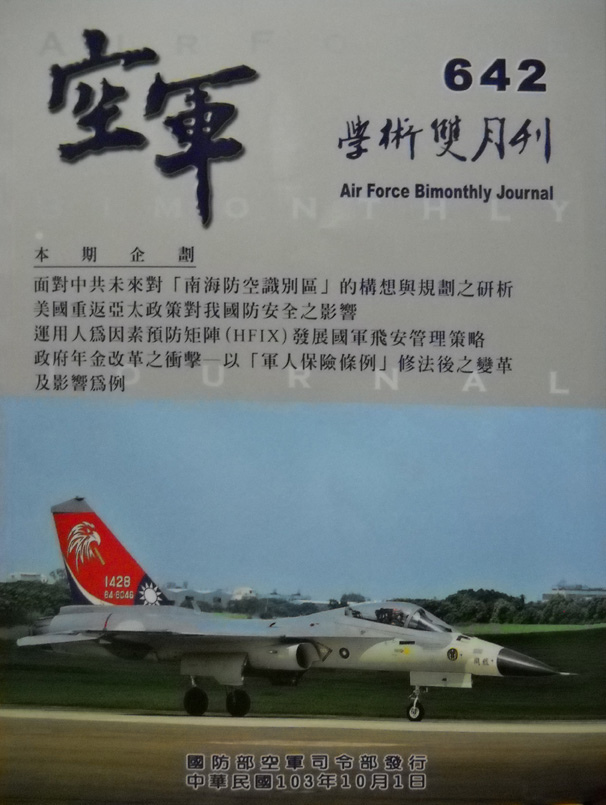 空軍
642
學術雙月刊
Air Force Bimonthly Journal
AIR FO
BIMONTHLY
JOURNAL
本期企劃
面對中共未來對「南海防空識別區」的構想與規劃之研析
美國重返亞太政策對我國防安全之影響
運用人為因素預防矩陣(HFIX)發展國軍飛安管理策略
政府年金改革之衝擊─以「軍人保險條例」修法後之變革
及影響為例
1428
84-8046
國防部空軍司令部發行
中華民國103年10月1日